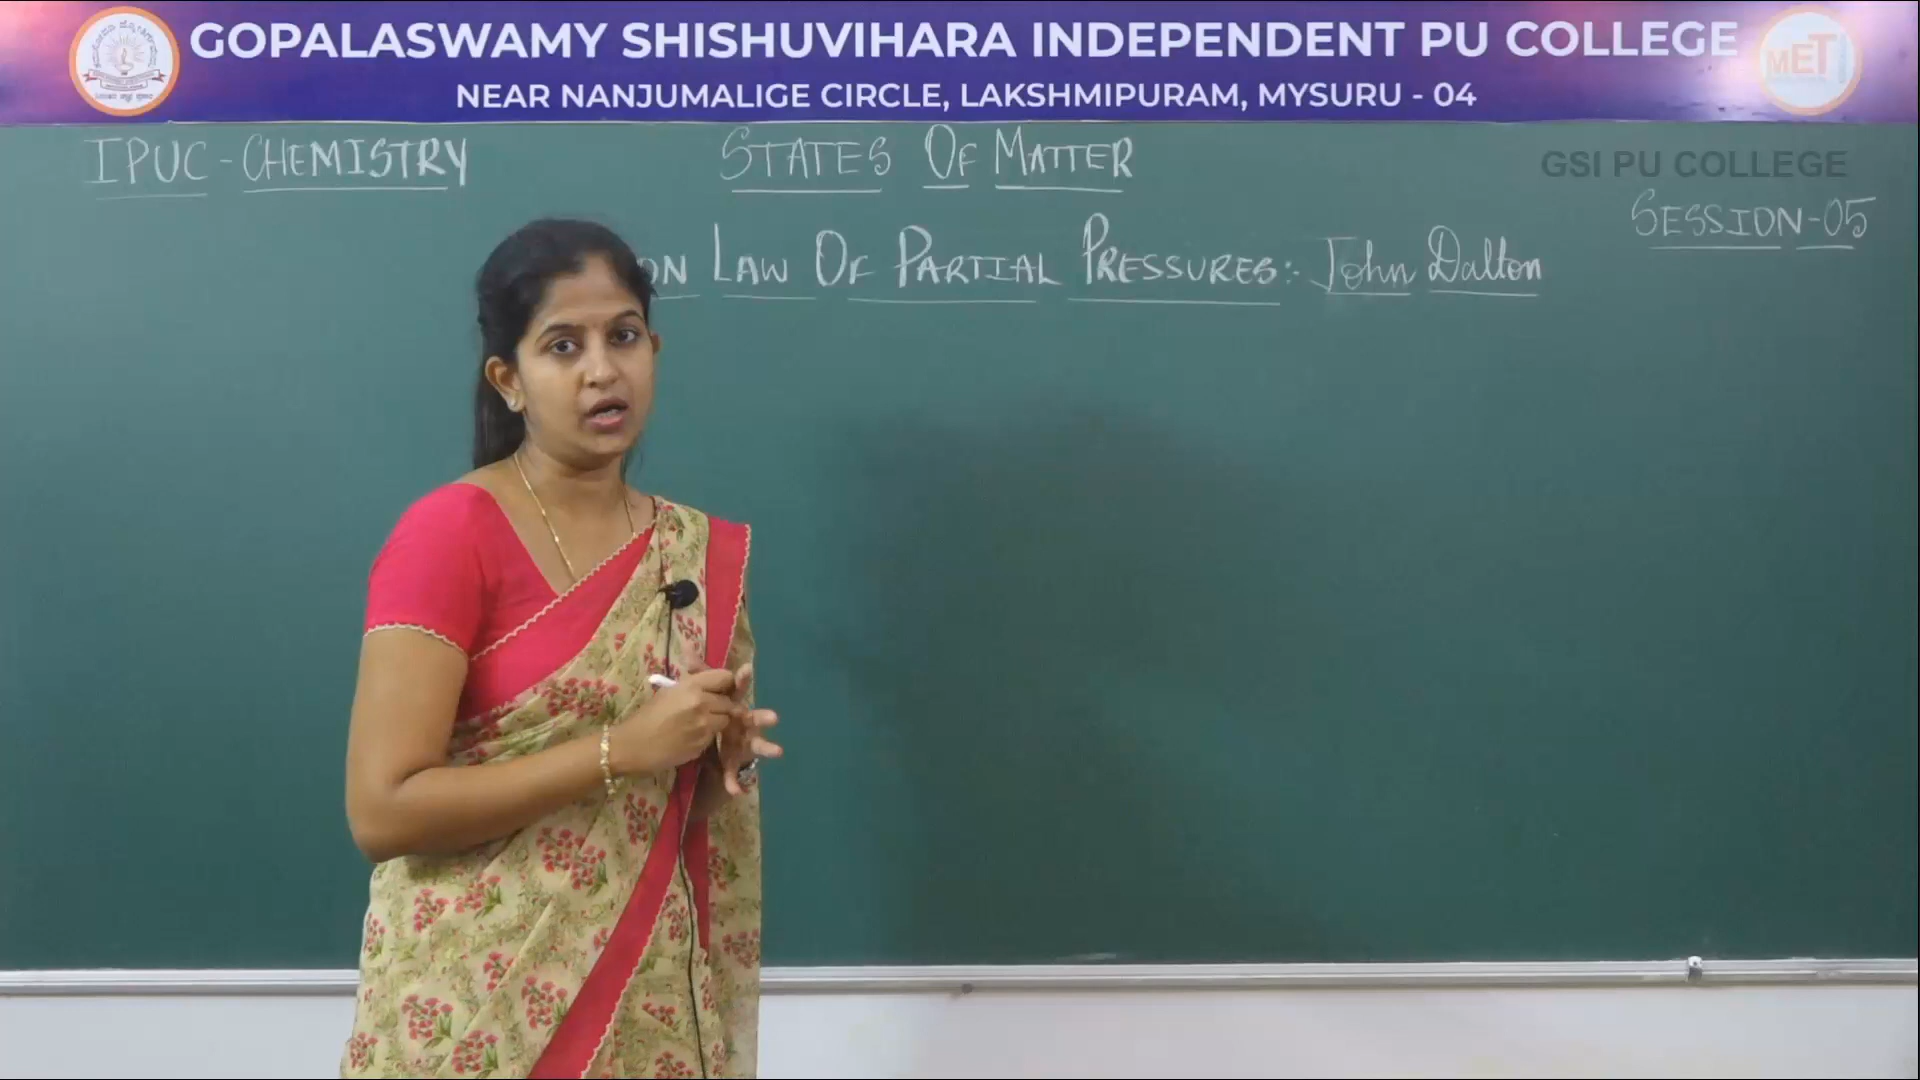 GOPALASWAMY SHISHUVIHARA INDEPENDENT PU COLLEGE
NEAR NANJUMALIGE CIRCLE, LAKSHMIPURAM, MYSURU - 04
MET
IPUC - CHEMISTRY
STATES OF MATTER
GSI PU COLLEGE
SESSION-05
ON LAW OF PARTIAL PRESSURES:- John Dalton